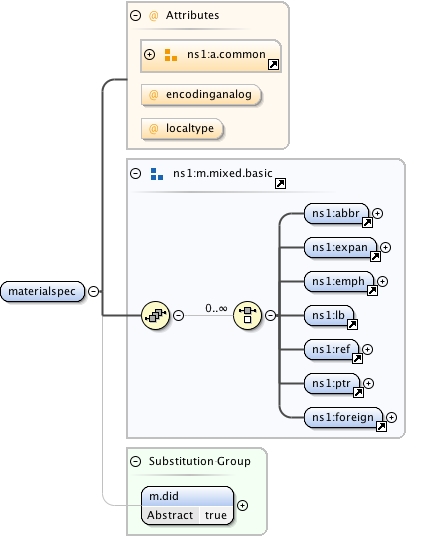 @ Attributes
ns1:a.common
@ encodinganalog
@ localtype
ns1:m.mixed.basic
ns1:abbr
ns1:expan
ns1:emph
materialspec
0..∞
ns1:lb
ns1:ref
ns1:ptr
ns1:foreign
Substitution Group
m.did
Abstract true